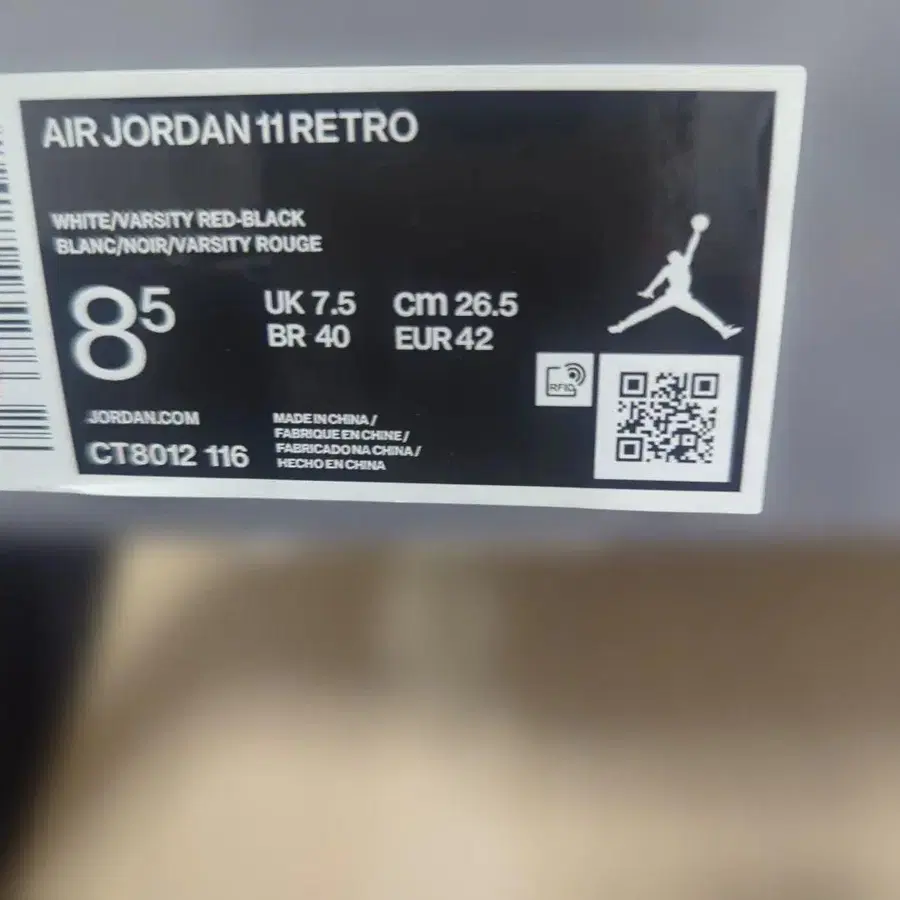 AIR JORDAN 11 RETRO
WHITE/VARSITY RED-BLACK
BLANC/NOIR/VARSITY ROUGE
8.5
UK 7.5 cm 26.5
BR 40 EUR 42
RFID
JORDAN.COM
CT8012 116
MADE IN CHINA /
FABRIQUE EN CHINE /
FABRICADO NA CHINA /
HECHO EN CHINA